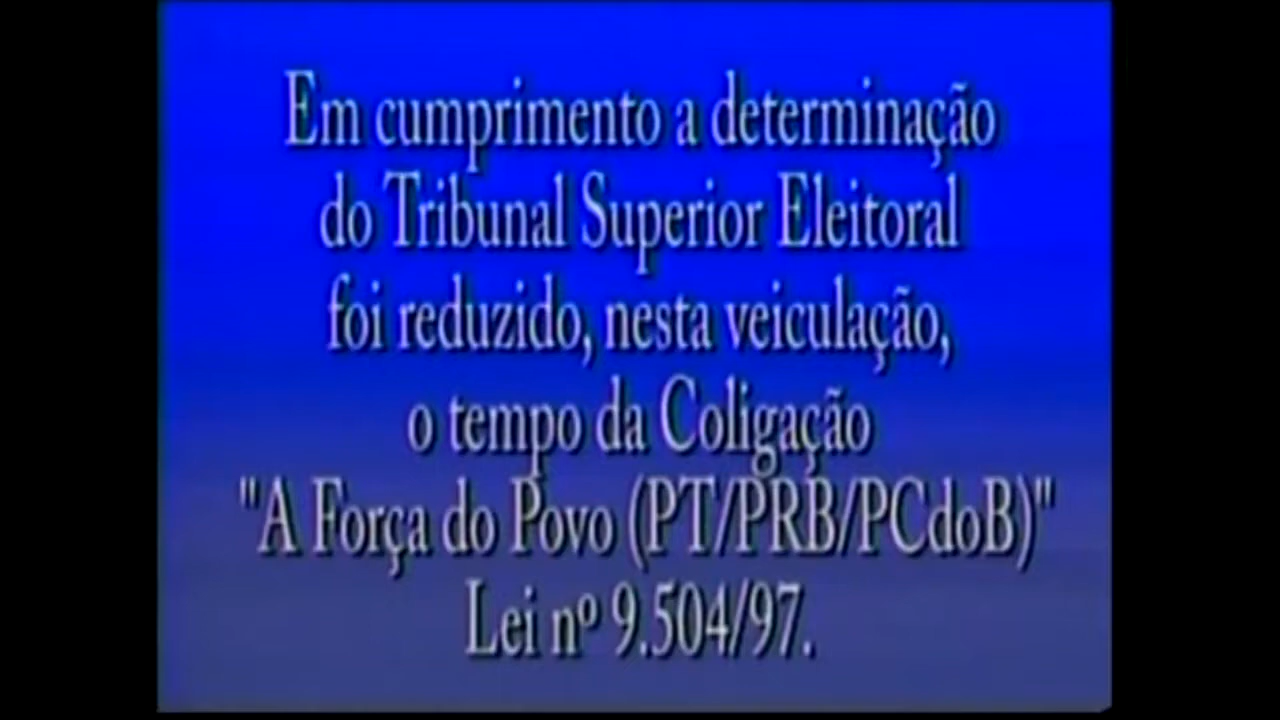 Em cumprimento a determinação
do Tribunal Superior Eleitoral
foi reduzido, nesta veiculação,
o tempo da Coligação
"A Força do Povo (PT/PRB/PCdoB)"
Lei nº 9.504/97.